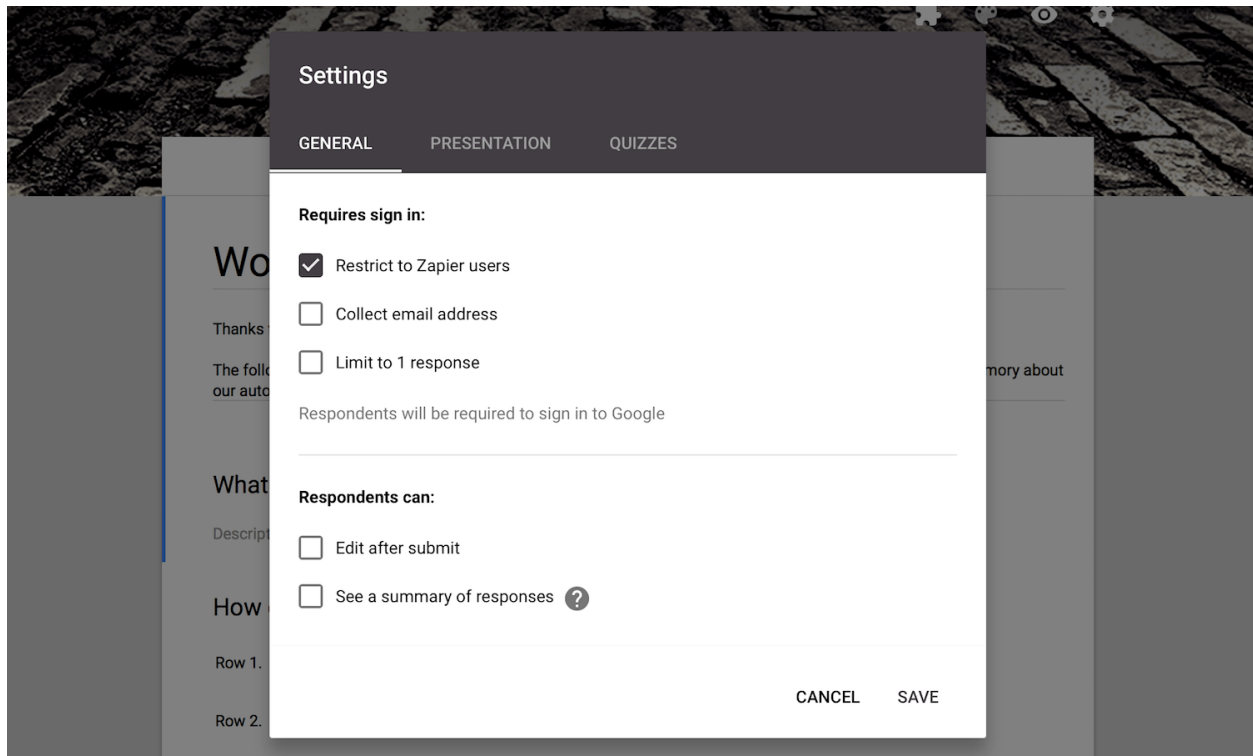 Settings
GENERAL PRESENTATION QUIZZES
Requires sign in:
Restrict to Zapier users
Collect email address
Limit to 1 response
Respondents will be required to sign in to Google
Respondents can:
Edit after submit
See a summary of responses ?
CANCEL SAVE
Wo
Thanks
The follo
mory about
our auto
What
Descript
How
Row 1.
Row 2.